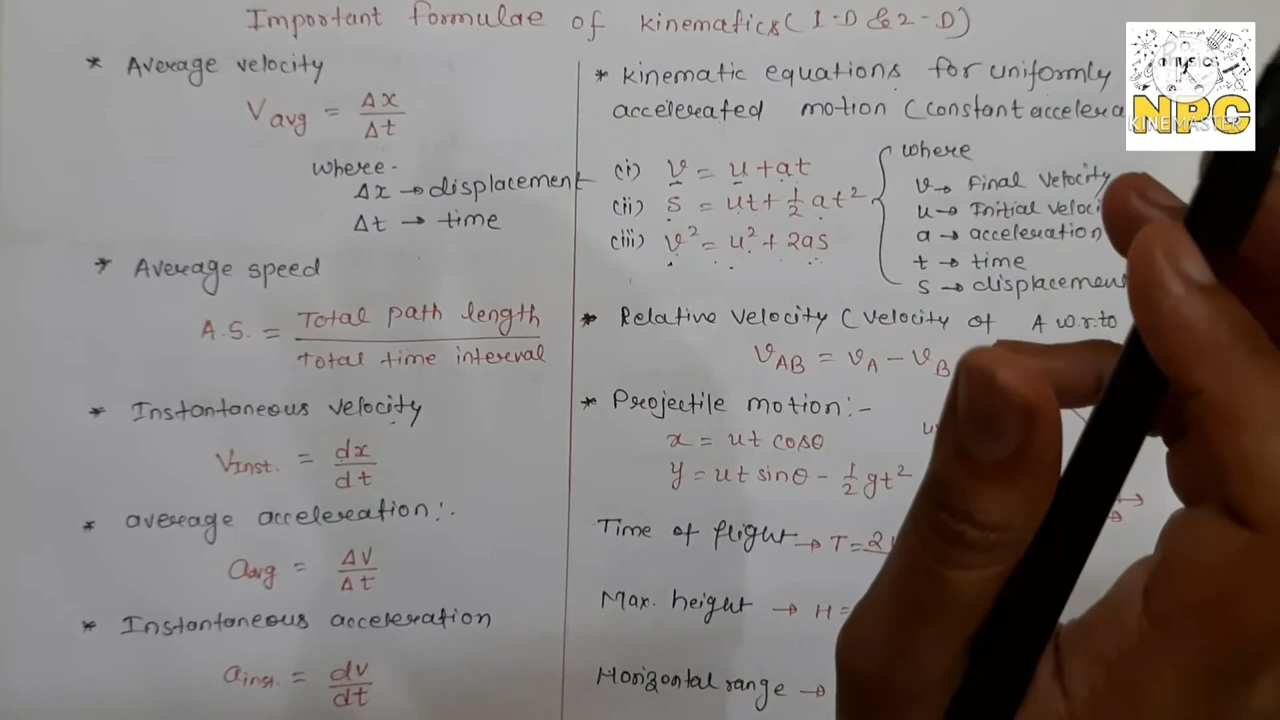 Important formulae of kinematics (1-D & 2-D)
* Average velocity
Vavg = Δx/Δt
where-
Δx → displacement
Δt → time
* Average speed
A.S. = Total path length / Total time interval
* Instantaneous velocity
VInst. = dx/dt
* average acceleration:-
aavg = ΔV/Δt
* Instantaneous acceleration
ainst. = dv/dt
* Kinematic equations for uniformly
accelerated motion (constant accelera
(i) v = u + at
(ii) s = ut + 1/2 at²
(iii) v² = u² + 2as
where
v → Final velocity
u → Initial veloci
a → acceleration
t → time
s → displacement
* Relative velocity (velocity of A w.r.to
vAB = vA - vB
* Projectile motion:-
x = ut cosθ
y = ut sinθ - 1/2 gt²
Time of flight → T = 2
Max. height → H =
Horizontal range →
physics
NPC
KINEMASTER